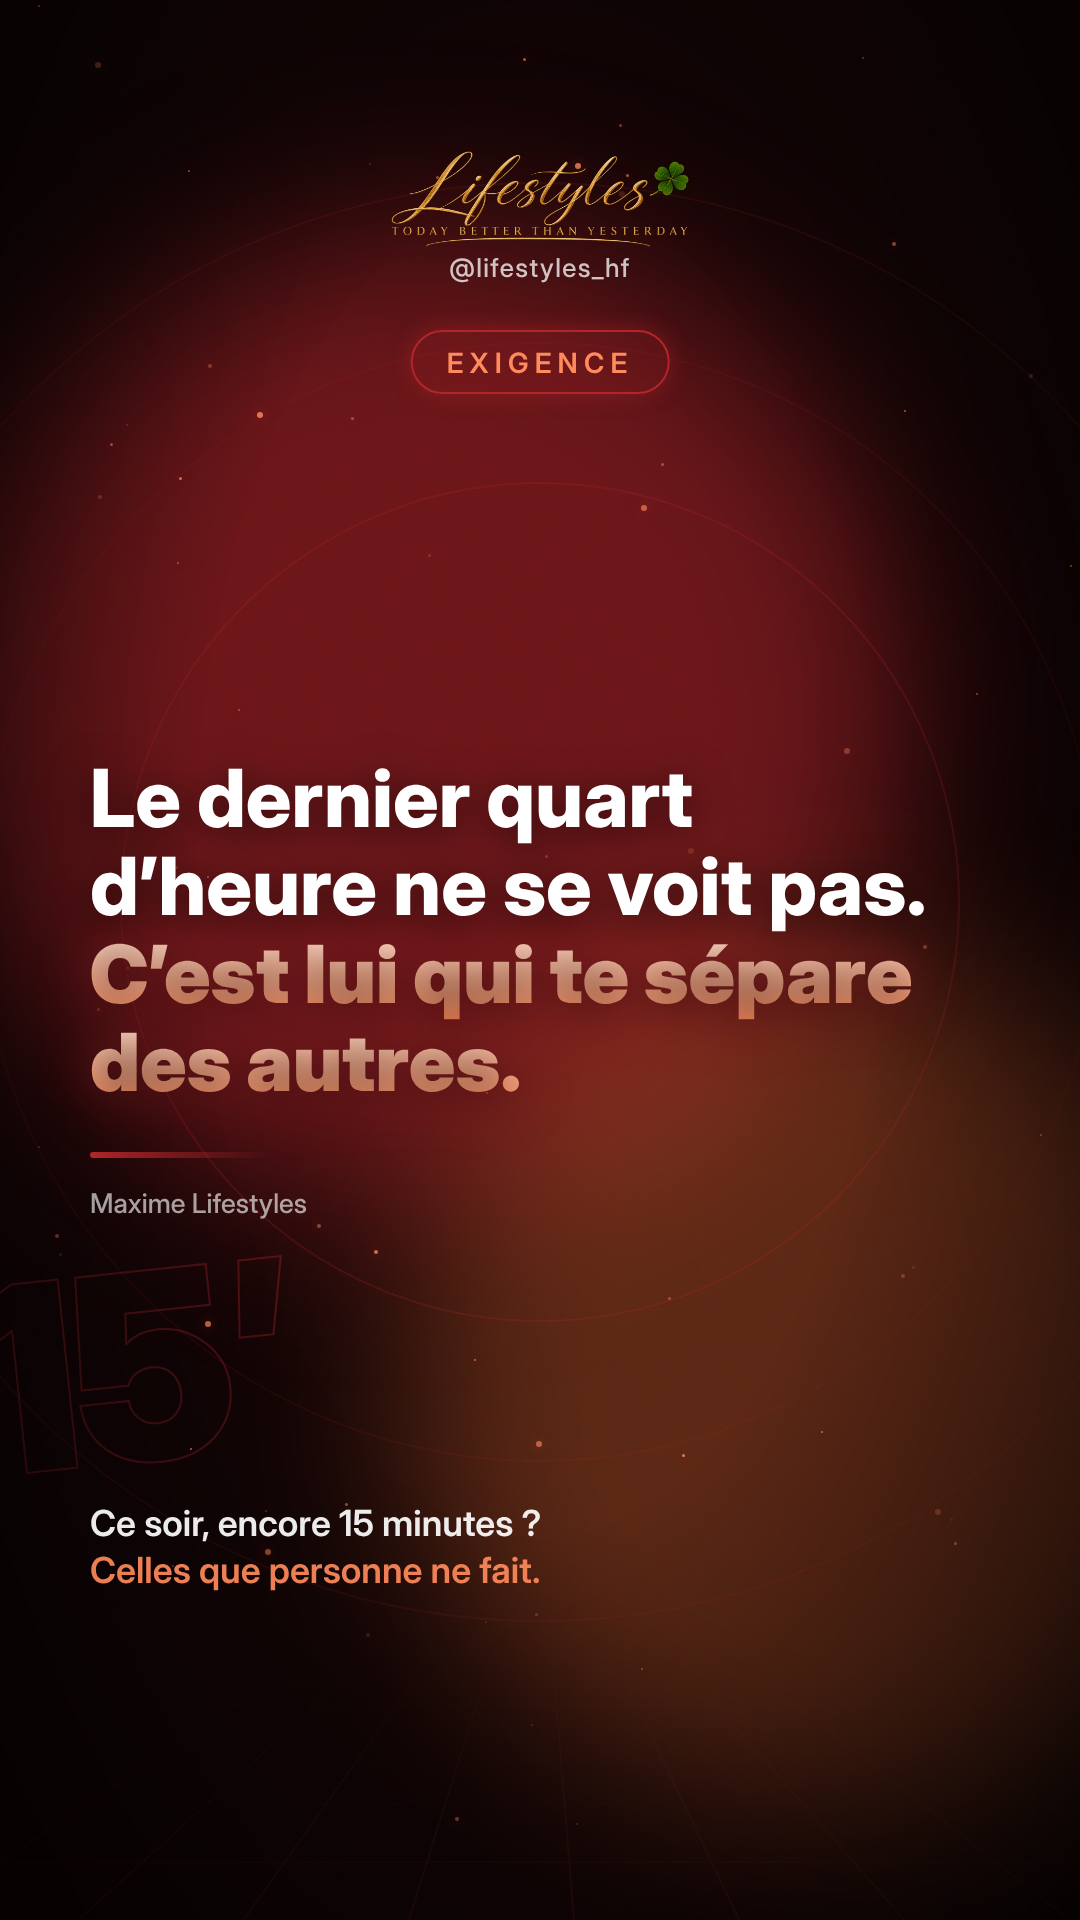 Lifestyles
TODAY BETTER THAN YESTERDAY
@lifestyles_hf
EXIGENCE
Le dernier quart
d’heure ne se voit pas.
C’est lui qui te sépare
des autres.
Maxime Lifestyles
15'
Ce soir, encore 15 minutes ?
Celles que personne ne fait.